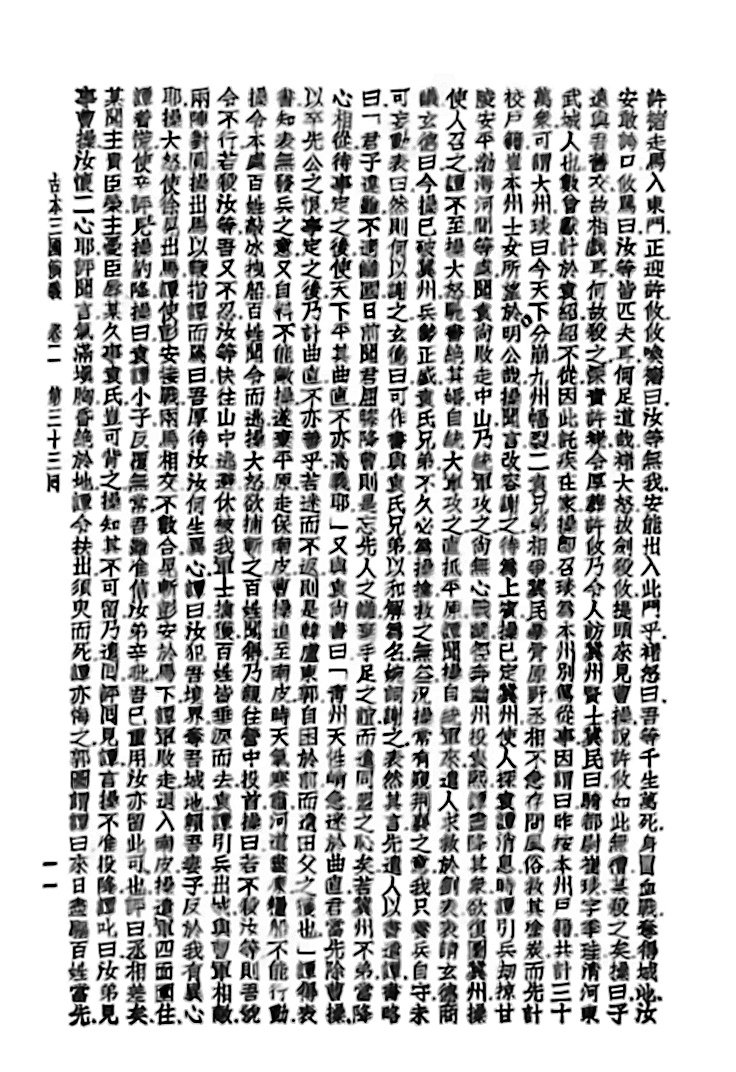 許褚走馬入東門正迎許攸攸喚褚曰汝等無我安能出入此門乎褚怒曰吾等千生萬死身冒血戰奪得城池汝
安敢誇口攸罵曰汝等皆匹夫耳何足道哉褚大怒拔劍殺攸提頭來見曹操說許攸如此無禮某殺之矣操曰子
遠與吾舊交故相戲耳何故殺之深責許褚令厚葬許攸乃令人訪冀州賢士冀民曰騎都尉崔琰字季珪清河東
武城人也數曾獻計於袁紹紹不從因此託疾在家操即召琰為本州別駕從事因謂曰昨按本州戶籍共計三十
萬衆可謂大州琰曰今天下分崩九州幅裂二袁兄弟相爭冀民暴骨原野丞相不急存問風俗救其塗炭而先計
校戶籍豈本州士女所望於明公哉操聞言改容謝之待為上賓操已定冀州使人探袁譚消息時譚引兵劫掠甘
陵安平渤海河間等處聞袁尚敗走中山乃統軍攻之尚無心戰鬭徑奔幽州投袁熙譚盡降其衆欲復圖冀州操
使人召之譚不至操大怒馳書絕其婚自統大軍攻之直抵平原譚聞操自統軍來遣人求救於劉表表請玄德商
議玄德曰今操已破冀州兵勢正盛袁氏兄弟不久必為操擒救之無益況操常有窺荆襄之意我只養兵自守未
可妄動表曰然則何以謝之玄德曰可作書與袁氏兄弟以和解為名婉詞謝之表然其言先遣人以書遺譚書略
曰「君子違難不適讎國日前聞君屈膝降曹則是忘先人之讎棄手足之誼而遺同盟之恥矣若冀州不弟當降
心相從待事定之後使天下平其曲直不亦高義耶」又與袁尚書曰「青州天性峭急迷於曲直君當先除曹操
以卒先公之恨事定之後乃計曲直不亦善乎若迷而不返則是韓盧東郭自困於前而遺田父之獲也」譚得表
書知表無發兵之意又自料不能敵操遂棄平原走保南皮曹操追至南皮時天氣寒肅河道盡凍糧船不能行動
操令本處百姓敲冰拽船百姓聞令而逃操大怒欲捕斬之百姓聞得乃親往營中投首操曰若不殺汝等則吾號
令不行若殺汝等吾又不忍汝等快往山中逃避休被我軍士擒獲百姓皆垂淚而去袁譚引兵出城與曹軍相敵
兩陣對圓操出馬以鞭指譚而罵曰吾厚待汝汝何生異心譚曰汝犯吾境界奪吾城地賴吾妻子反於我有異心
耶操大怒使徐晃出馬譚使彭安接戰兩馬相交不數合晃斬彭安於馬下譚軍敗走退入南皮操遣軍四面圍住
譚着慌使辛評見操約降操曰袁譚小子反覆無常吾難准信汝弟辛毗吾已重用汝亦留此可也評曰丞相差矣
某聞主貴臣榮主憂臣辱某久事袁氏豈可背之操知其不可留乃遣回評回見譚言操不准投降譚叱曰汝弟見
事曹操汝懷二心耶評聞言氣滿塡胸昏絕於地譚令扶出須臾而死譚亦悔之郭圖謂譚曰來日盡驅百姓當先
古本三國演義 卷二 第三十三回 一一